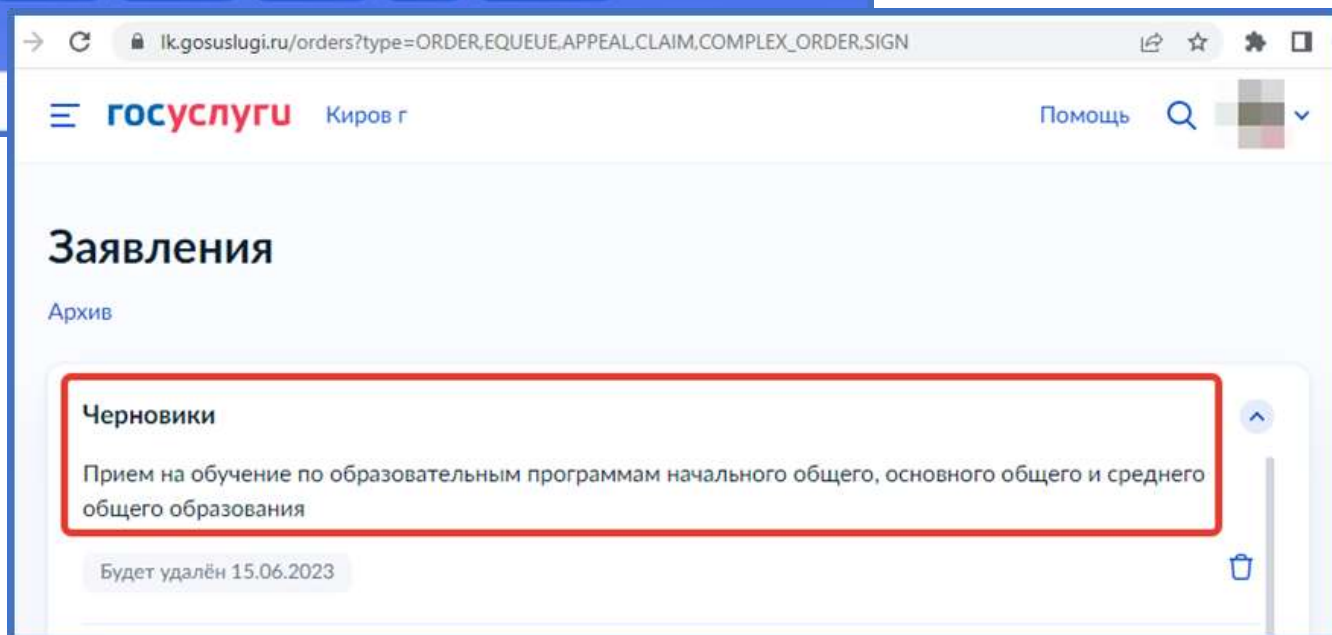 lk.gosuslugi.ru/orders?type=ORDER,EQUEUE,APPEAL,CLAIM,COMPLEX_ORDER,SIGN
госуслуги Киров г Помощь
Заявления
Архив
Черновики
Прием на обучение по образовательным программам начального общего, основного общего и среднего
общего образования
Будет удалён 15.06.2023